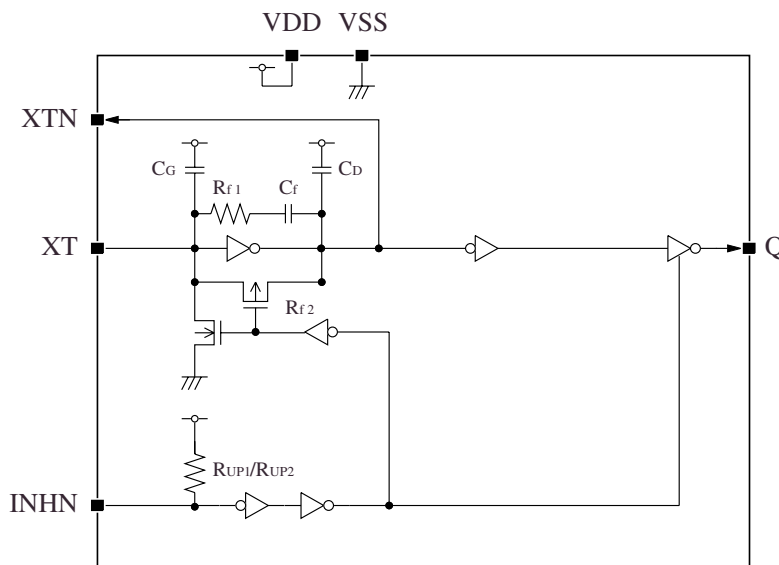 VDD VSS
XTN
CG
CD
Rf1
Cf
XT
Q
Rf2
RUP1/RUP2
INHN